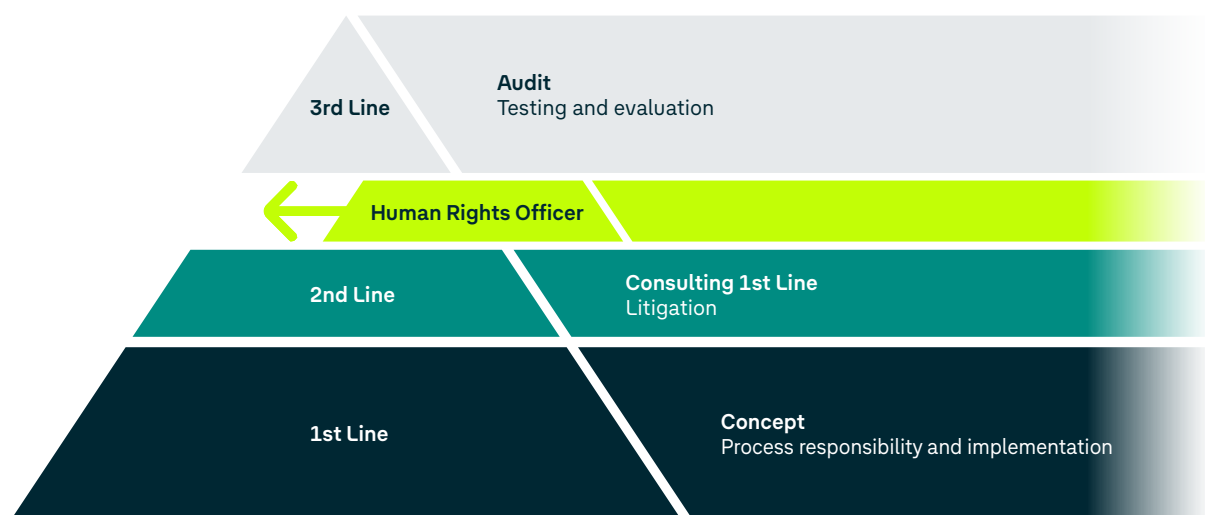 3rd Line
Audit
Testing and evaluation
Human Rights Officer
2nd Line
Consulting 1st Line
Litigation
1st Line
Concept
Process responsibility and implementation